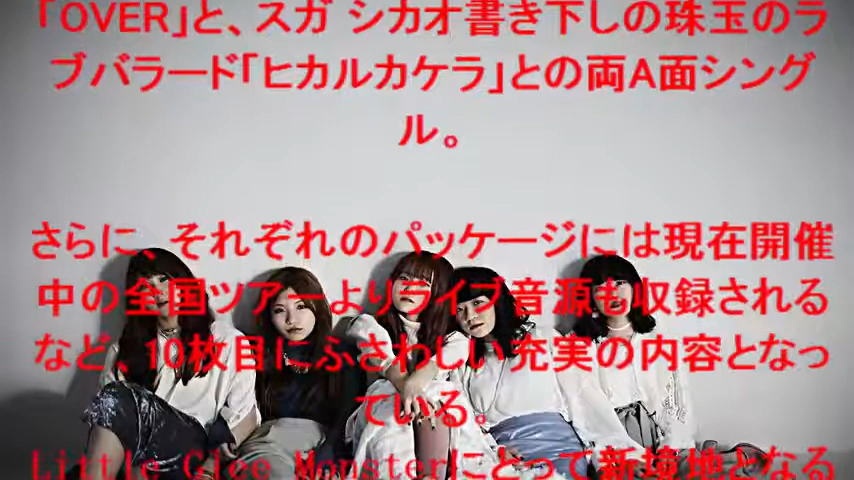 「OVER」と、スガ シカオ書き下しの珠玉のラ
ブバラード「ヒカルカケラ」との両A面シング
ル。
さらに、それぞれのパッケージには現在開催
中の全国ツアーよりライブ音源も収録される
など、10枚目にふさわしい充実の内容となっ
ている。
Little Glee Monsterにとって新境地となる